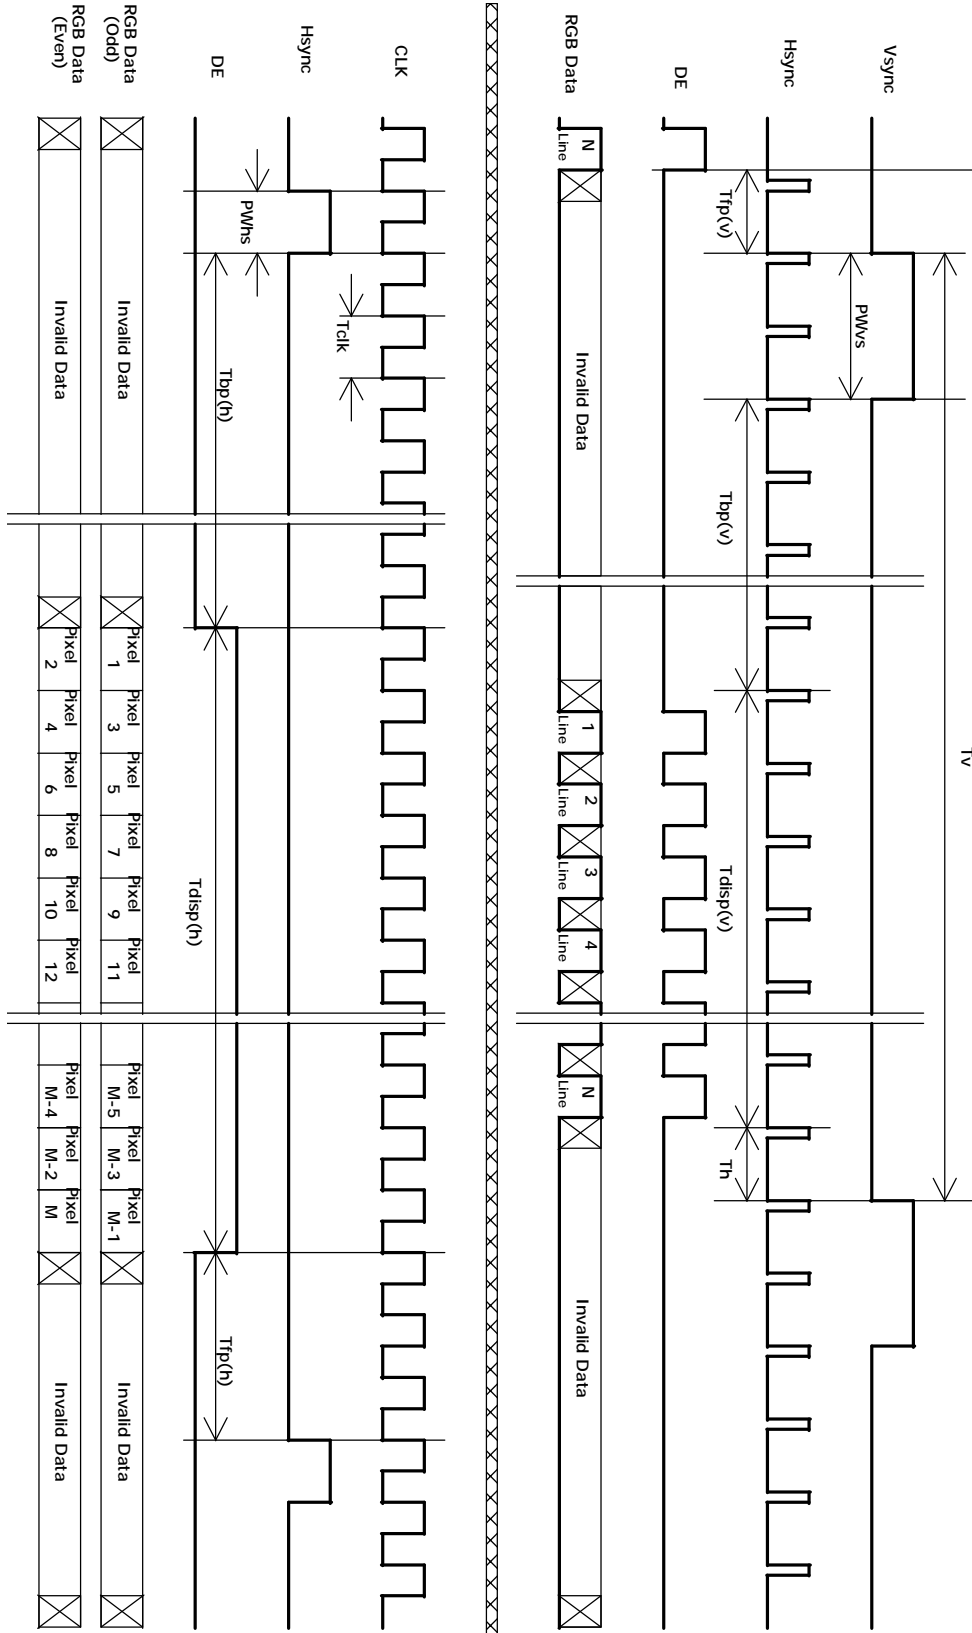 Vsync
Tv
PWvs
Hsync
Tfp(v)
Tbp(v)
Tdisp(v)
Th
DE
RGB Data
N
Line
Invalid Data
1
Line
2
Line
3
Line
4
Line
N
Line
Invalid Data
CLK
Tclk
Hsync
PWhs
DE
Tbp(h)
Tdisp(h)
Tfp(h)
RGB Data
(Odd)
Invalid Data
Pixel Pixel Pixel Pixel Pixel Pixel Pixel Pixel Pixel
1 3 5 7 9 11 M-5 M-3 M-1
Invalid Data
RGB Data
(Even)
Invalid Data
Pixel Pixel Pixel Pixel Pixel Pixel Pixel Pixel Pixel
2 4 6 8 10 12 M-4 M-2 M
Invalid Data